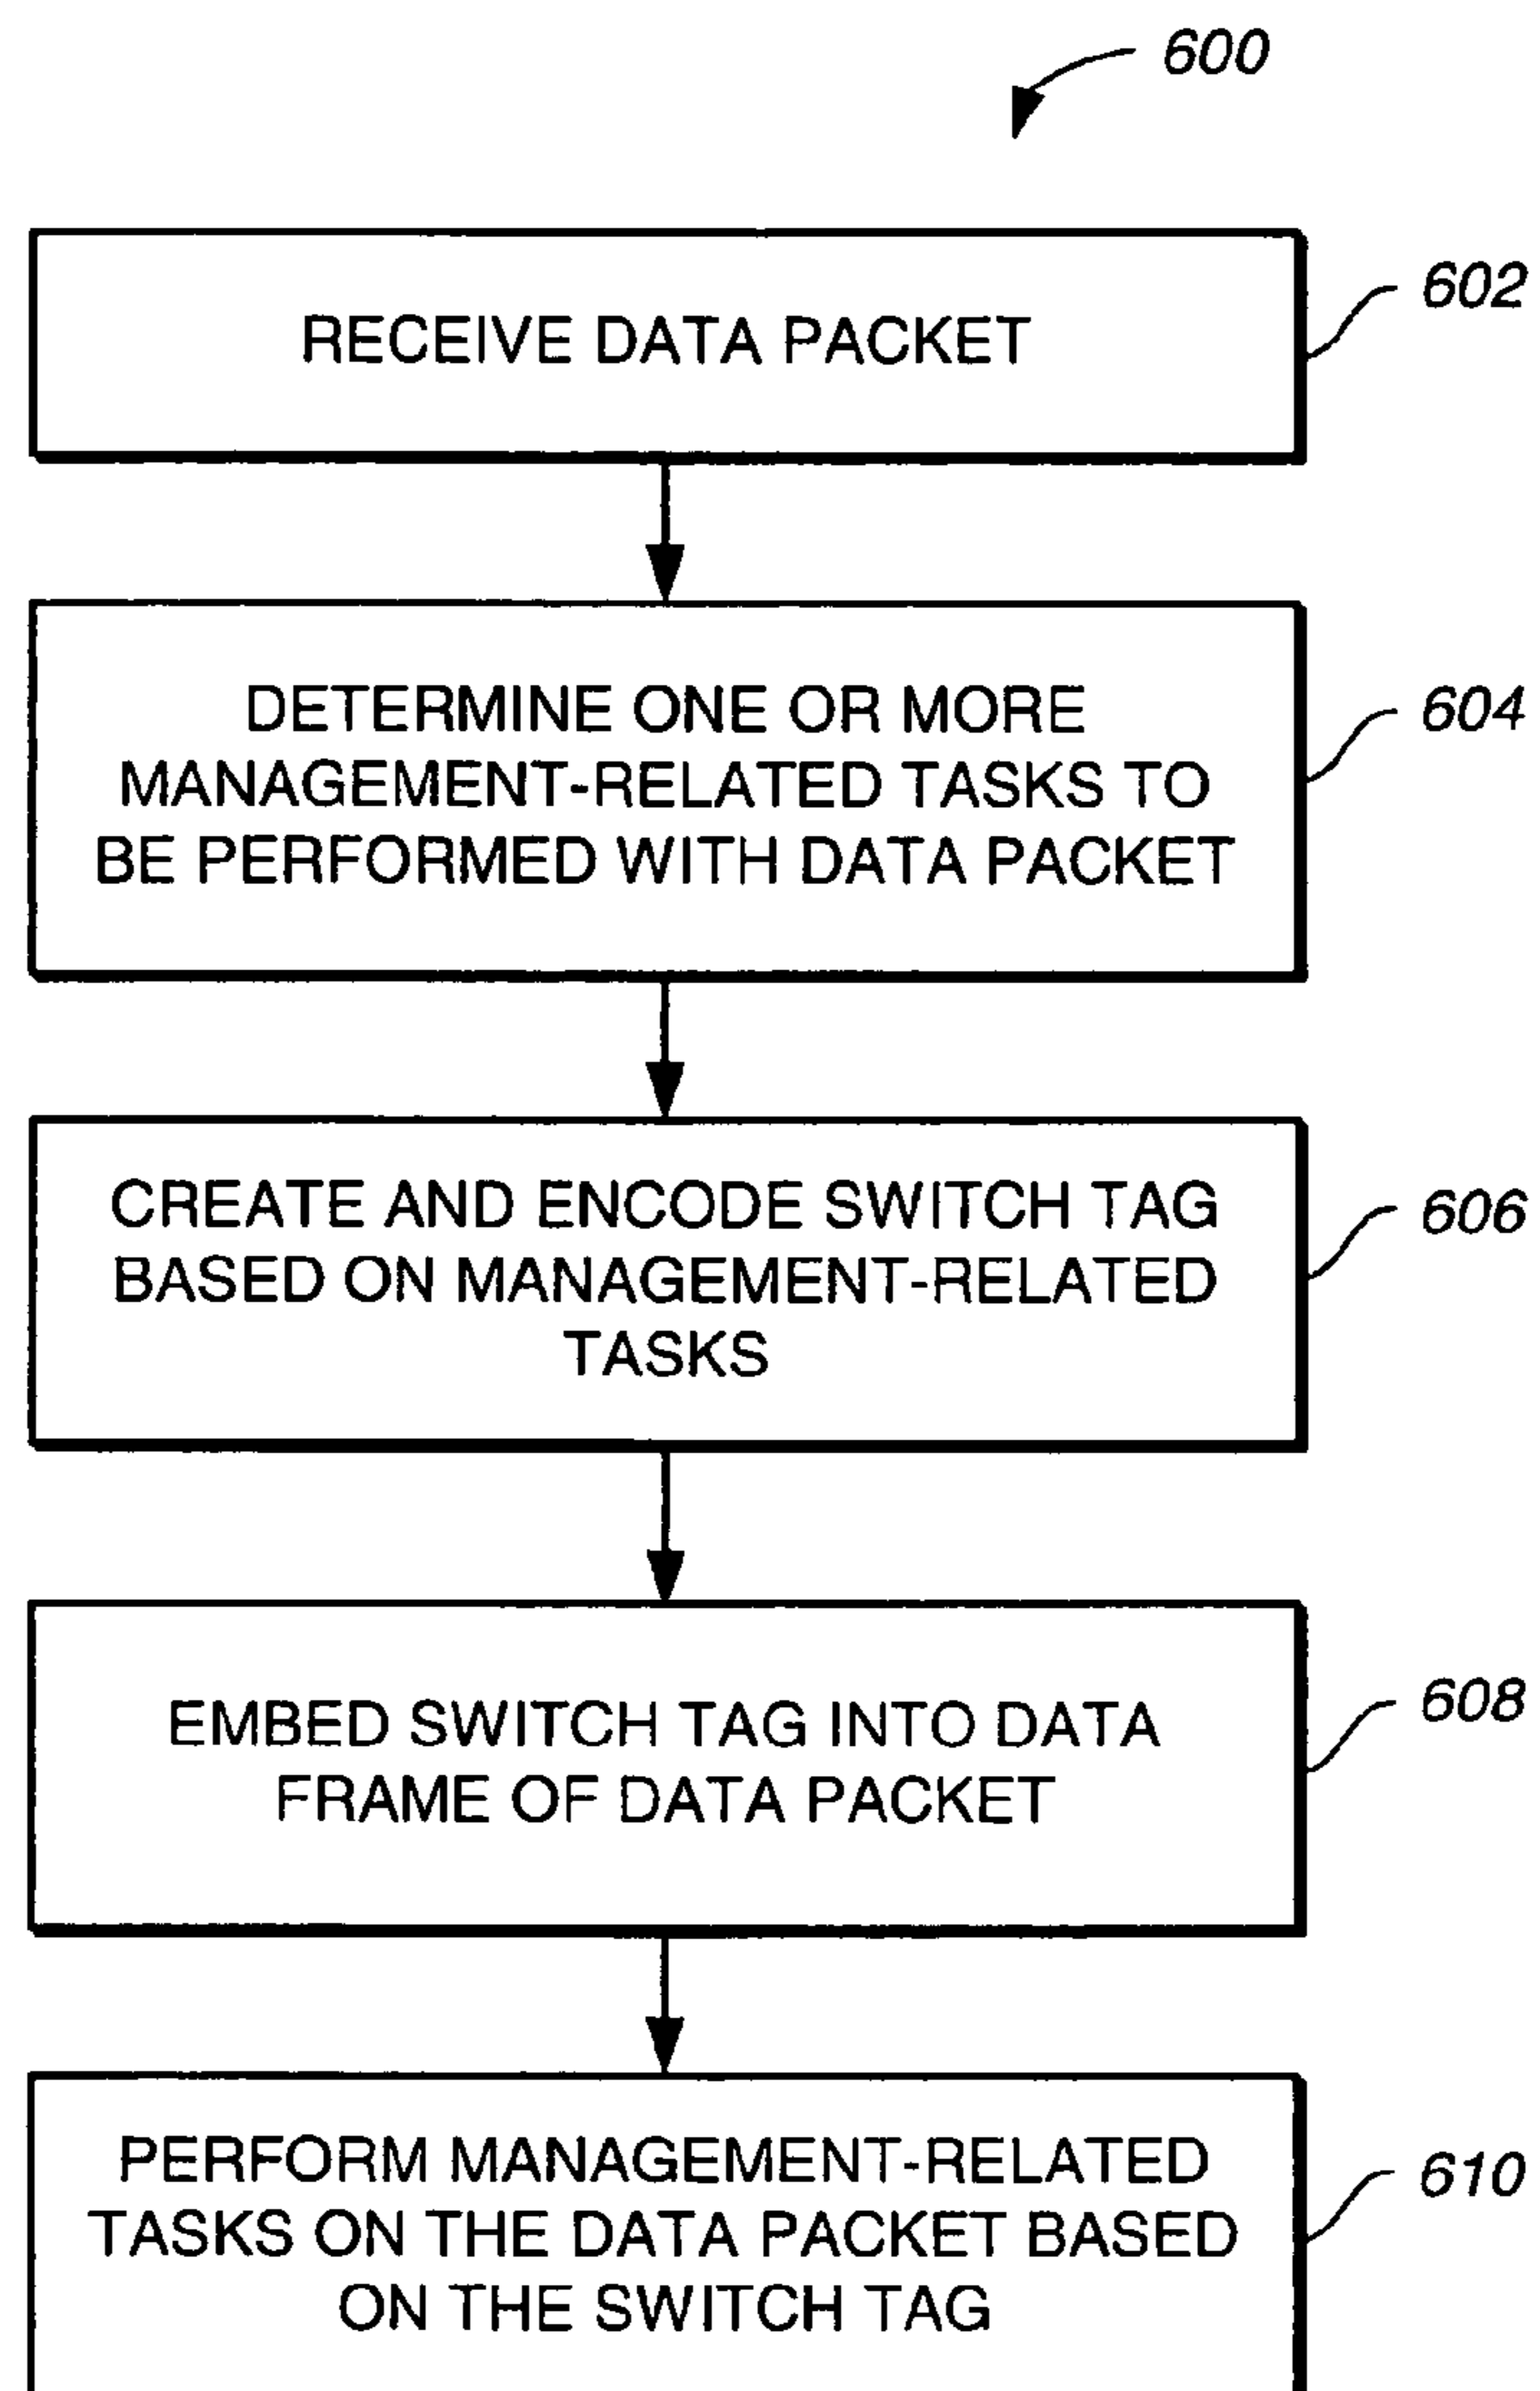 600
RECEIVE DATA PACKET
602
DETERMINE ONE OR MORE
MANAGEMENT-RELATED TASKS TO
BE PERFORMED WITH DATA PACKET
604
CREATE AND ENCODE SWITCH TAG
BASED ON MANAGEMENT-RELATED
TASKS
606
EMBED SWITCH TAG INTO DATA
FRAME OF DATA PACKET
608
PERFORM MANAGEMENT-RELATED
TASKS ON THE DATA PACKET BASED
ON THE SWITCH TAG
610